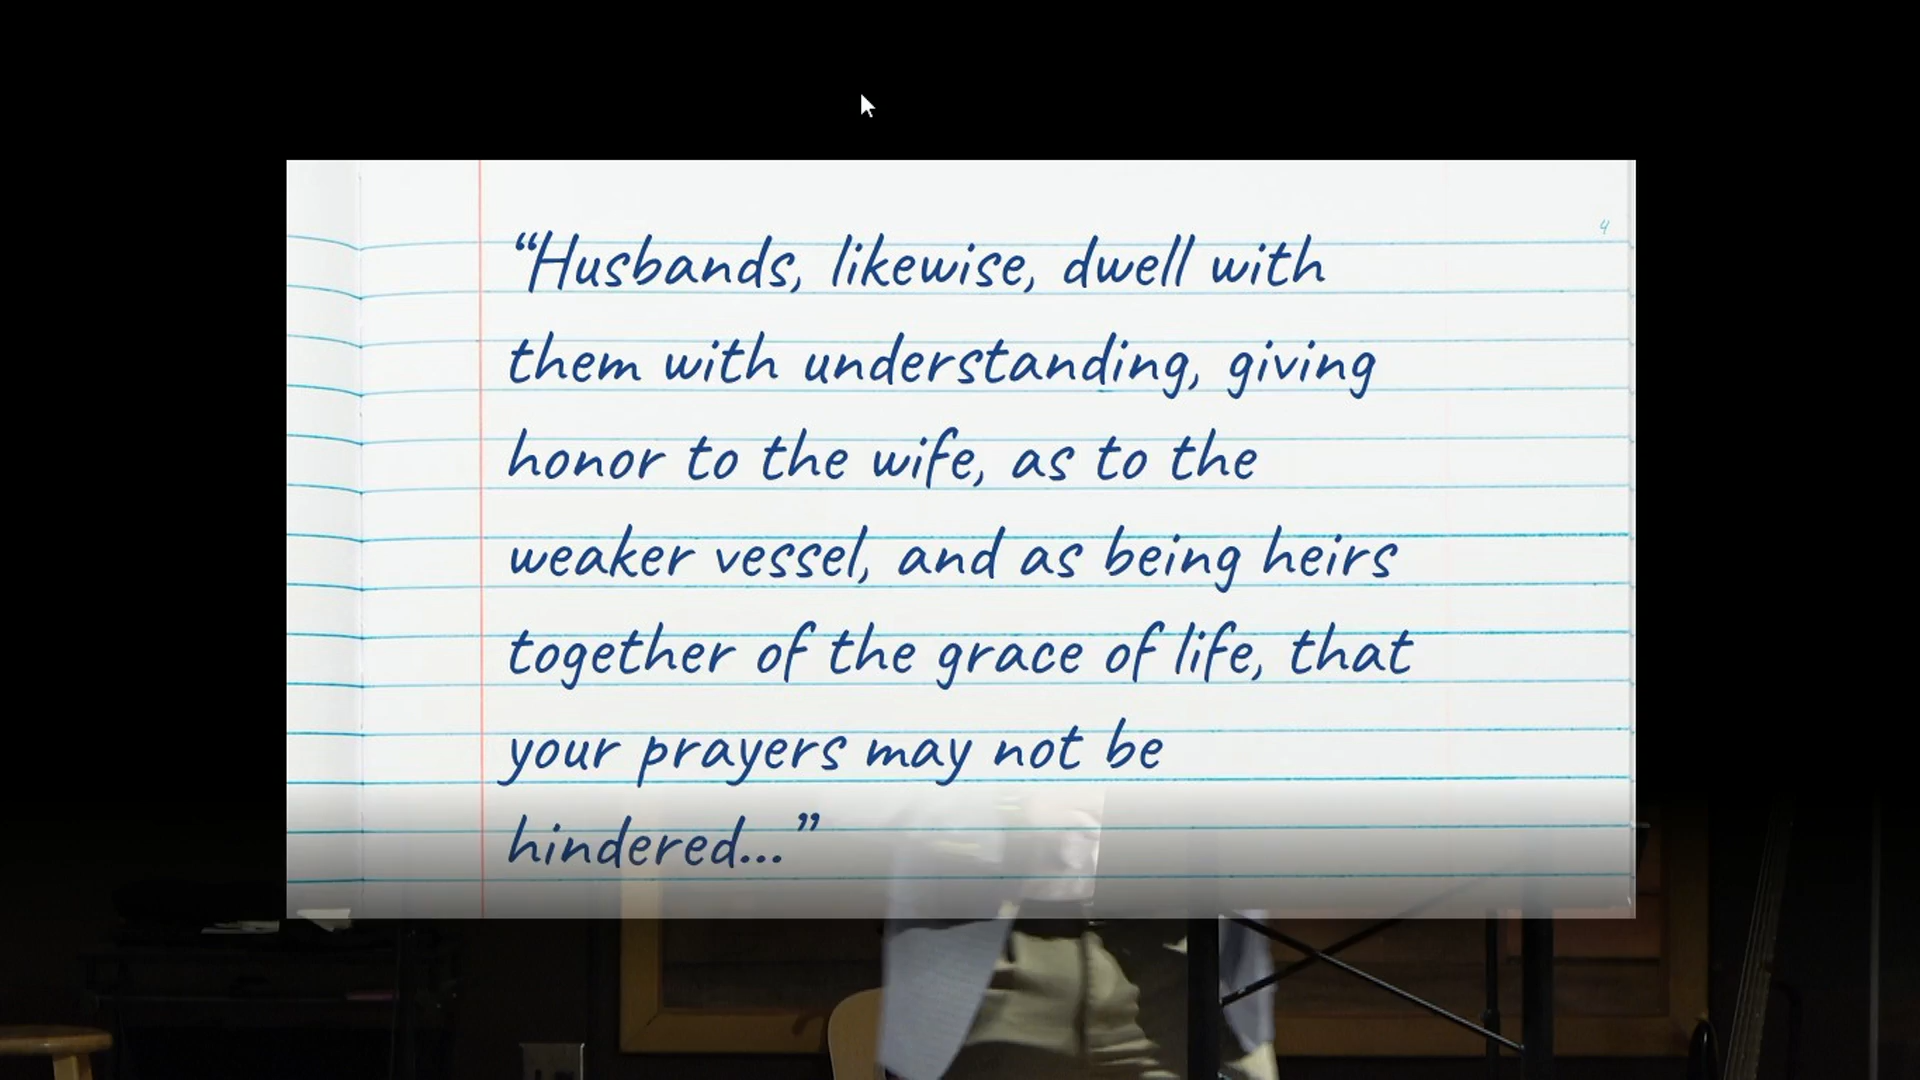 4
“Husbands, likewise, dwell with
them with understanding, giving
honor to the wife, as to the
weaker vessel, and as being heirs
together of the grace of life, that
your prayers may not be
hindered...”